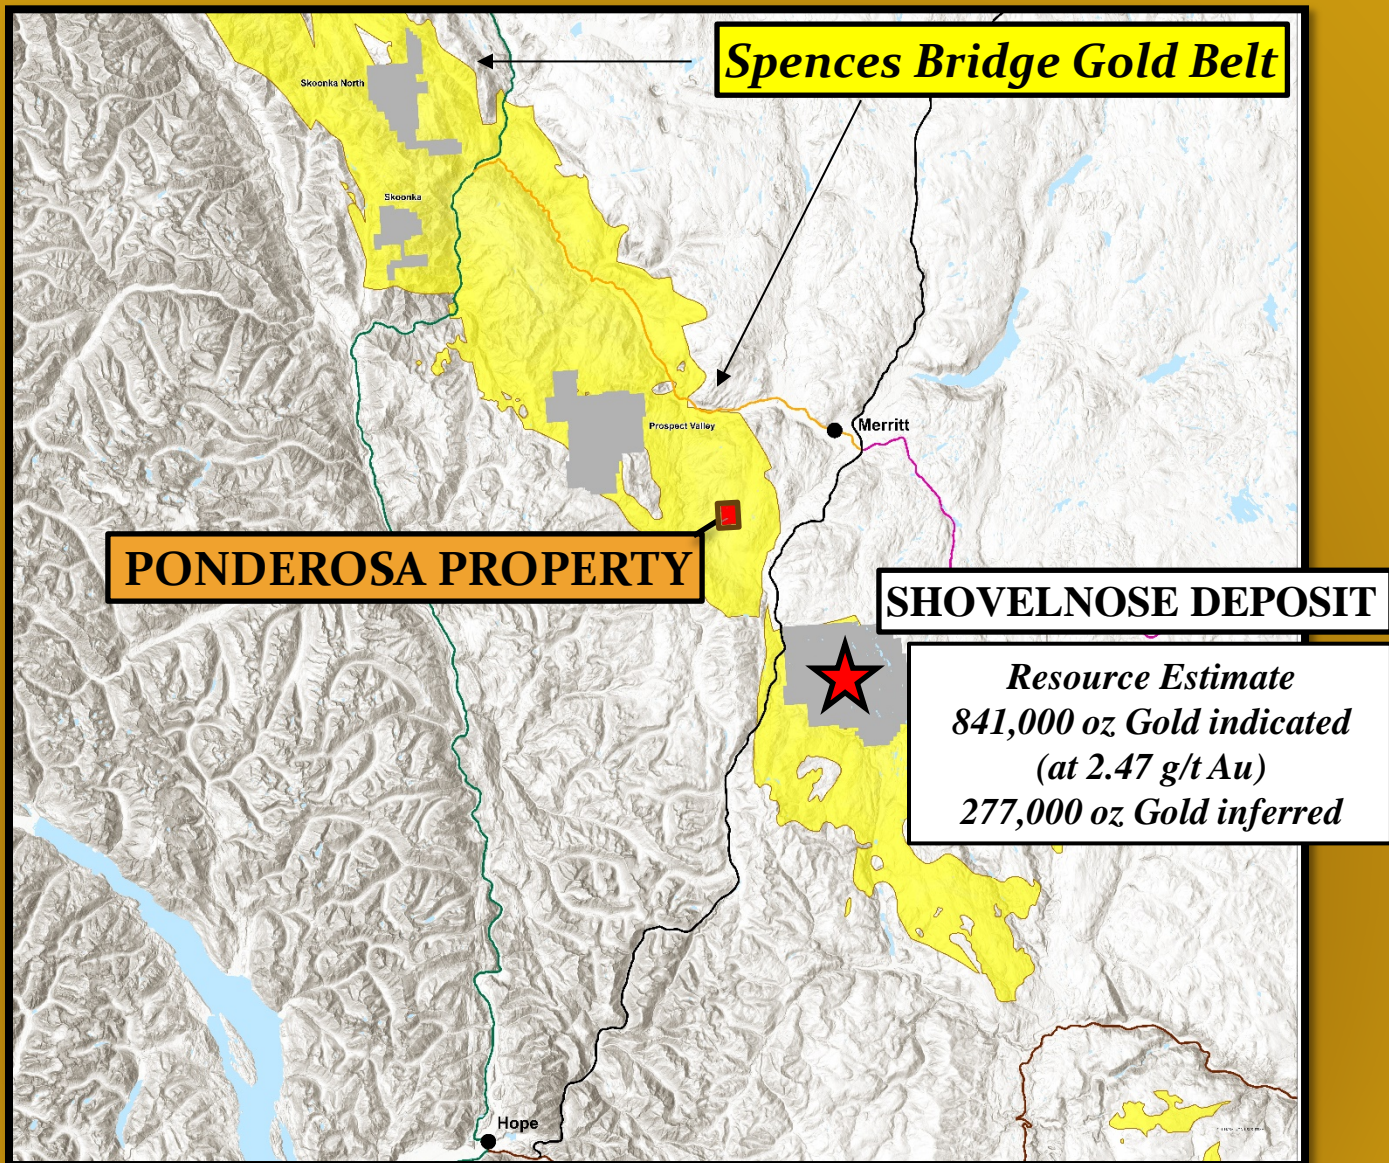 Spences Bridge Gold Belt
Skoonka North
Skoonka
Prospect Valley
Merritt
PONDEROSA PROPERTY
SHOVELNOSE DEPOSIT
Resource Estimate
841,000 oz Gold indicated
(at 2.47 g/t Au)
277,000 oz Gold inferred
Hope